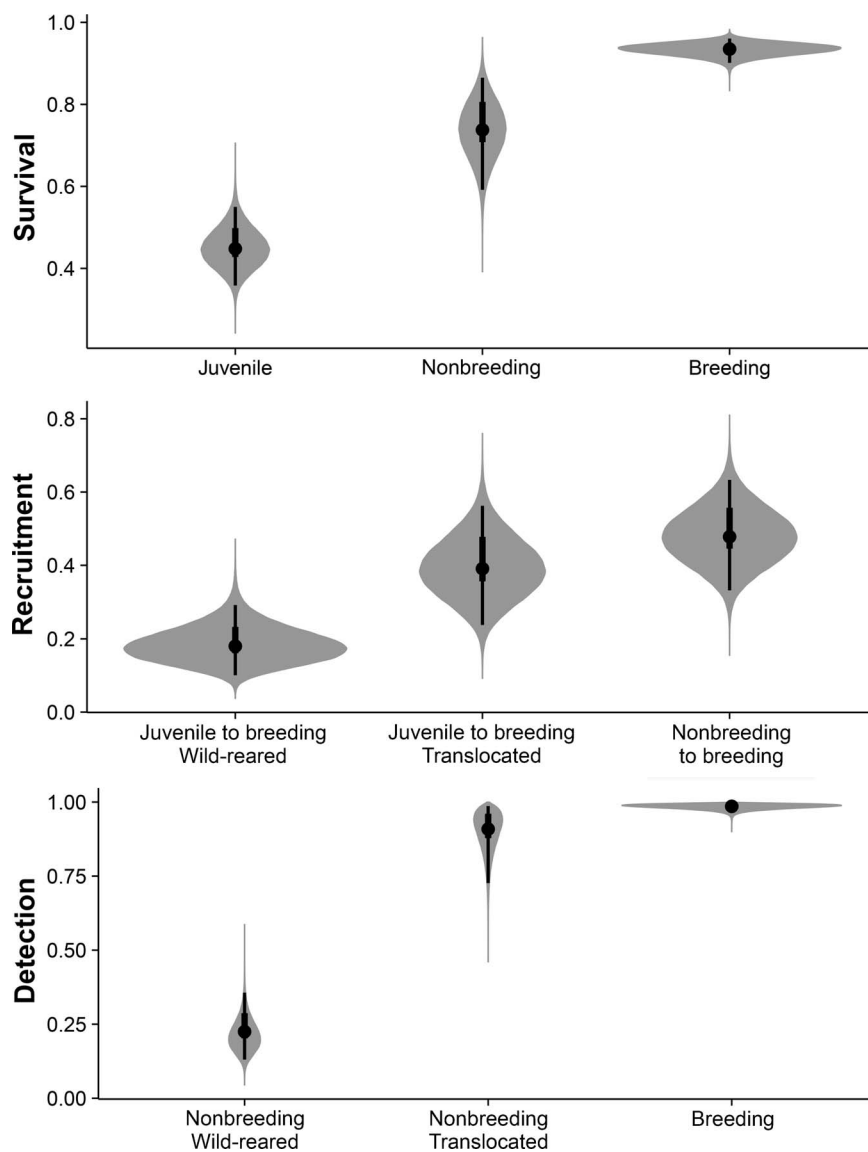 Survival
1.0
0.8
0.6
0.4
Juvenile
Nonbreeding
Breeding
Recruitment
0.8
0.6
0.4
0.2
0.0
Juvenile to breeding
Wild-reared
Juvenile to breeding
Translocated
Nonbreeding
to breeding
Detection
1.00
0.75
0.50
0.25
0.00
Nonbreeding
Wild-reared
Nonbreeding
Translocated
Breeding